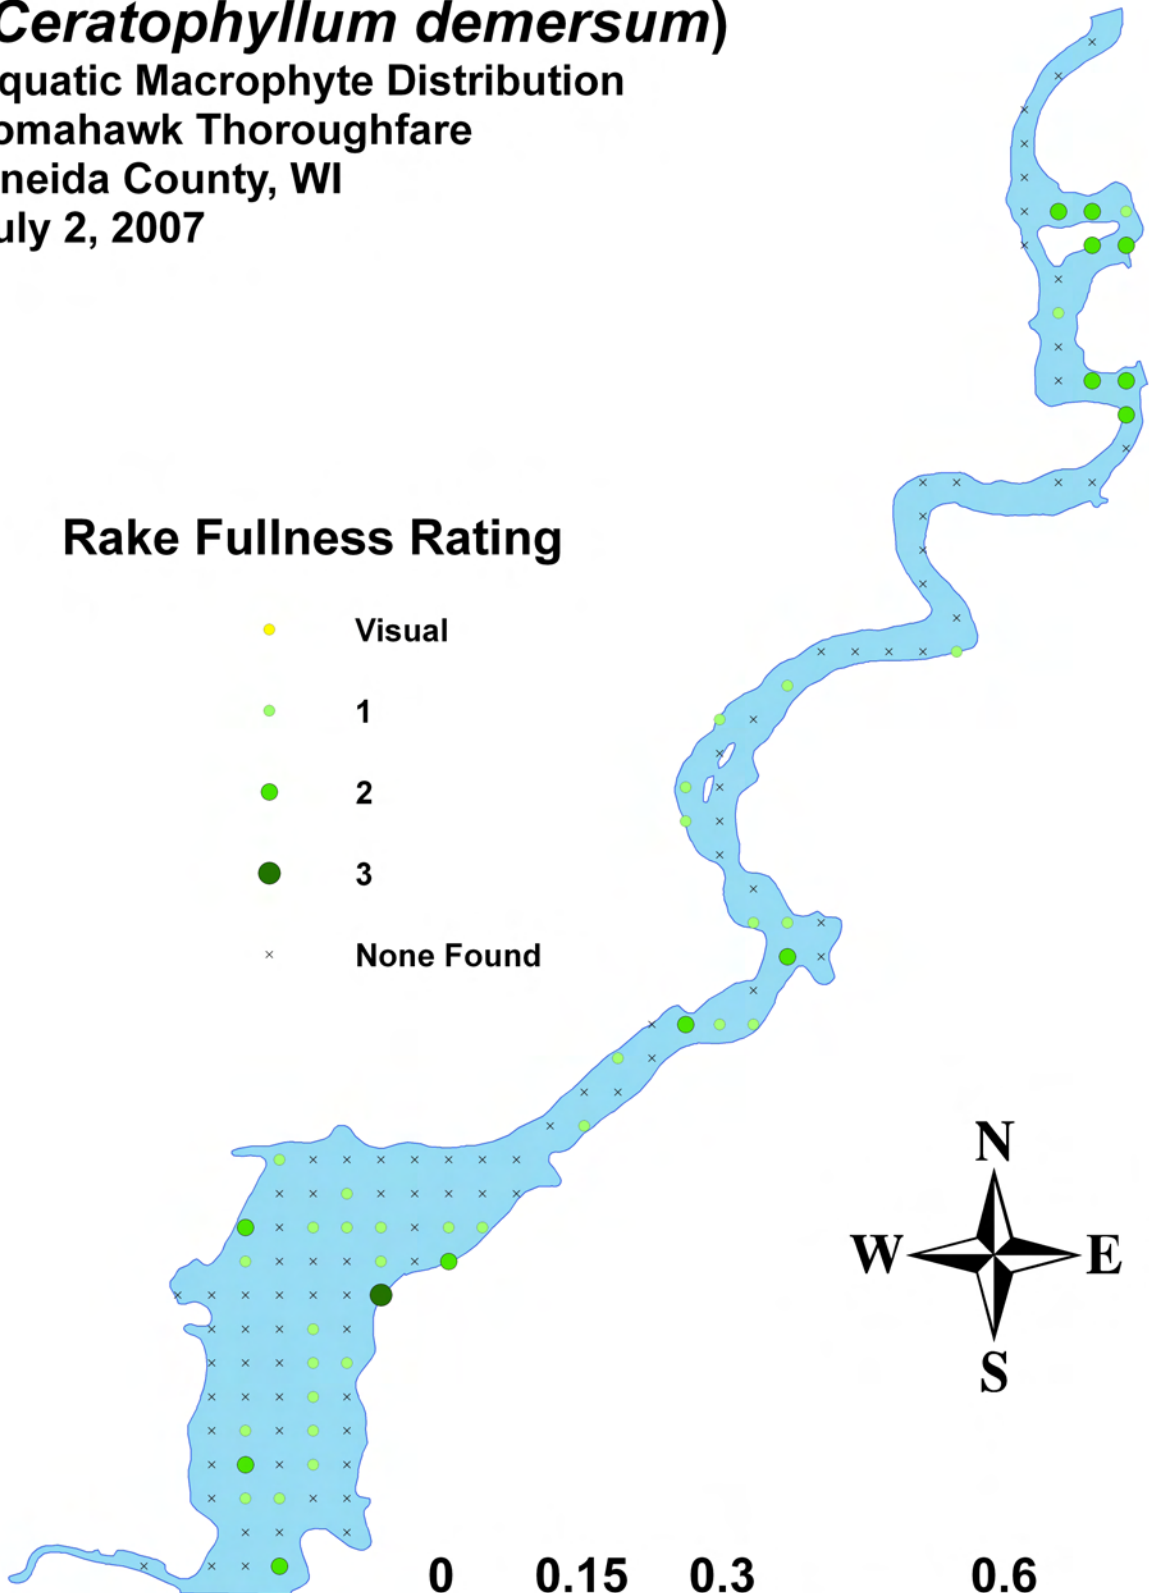 Ceratophyllum demersum)
quatic Macrophyte Distribution
omahawk Thoroughfare
neida County, WI
uly 2, 2007
Rake Fullness Rating
Visual
1
2
3
None Found
N
W E
S
0 0.15 0.3 0.6